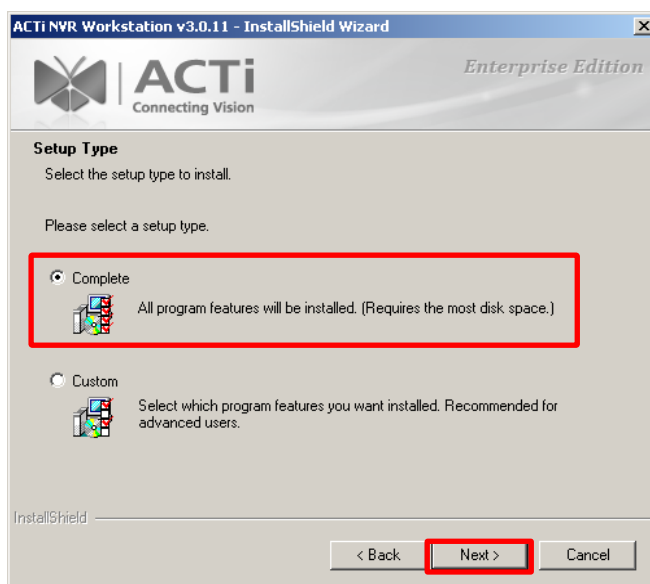 ACTi NVR Workstation v3.0.11 - InstallShield Wizard
ACTi
Connecting Vision
Enterprise Edition
Setup Type
Select the setup type to install.
Please select a setup type.
Complete
All program features will be installed. (Requires the most disk space.)
Custom
Select which program features you want installed. Recommended for
advanced users.
InstallShield
< Back
Next >
Cancel